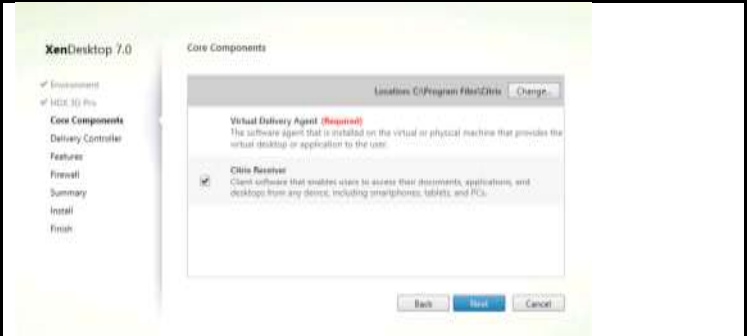 XenDesktop 7.0
Core Components
Environment
HDX 3D Pro
Core Components
Delivery Controller
Features
Firewall
Summary
Install
Finish
Location: C:\Program Files\Citrix
Change...
Virtual Delivery Agent (Required)
The software agent that is installed on the virtual or physical machine that provides the
virtual desktop or application to the user.
Citrix Receiver
Client software that enables users to access their documents, applications, and
desktops from any device, including smartphones, tablets, and PCs.
Back
Next
Cancel